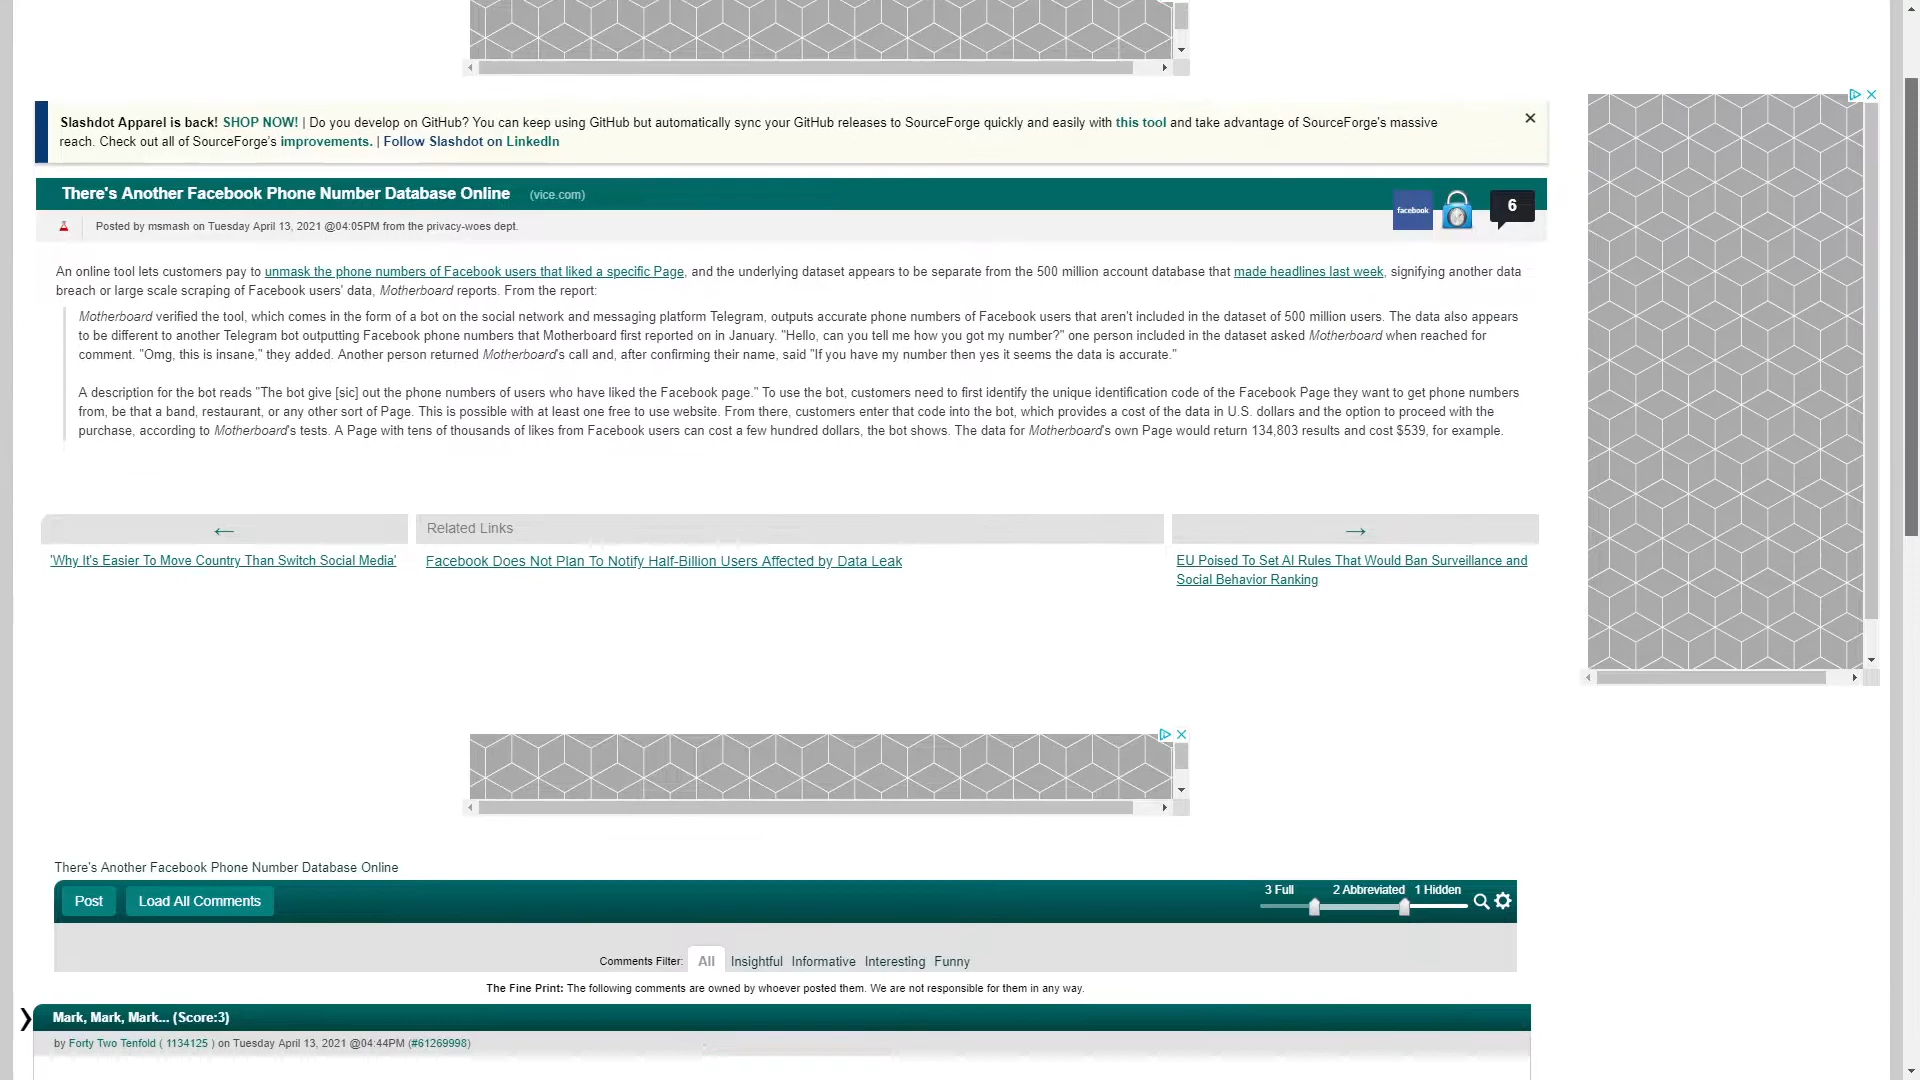 Slashdot Apparel is back! SHOP NOW! | Do you develop on GitHub? You can keep using GitHub but automatically sync your GitHub releases to SourceForge quickly and easily with this tool and take advantage of SourceForge's massive
reach. Check out all of SourceForge's improvements. | Follow Slashdot on LinkedIn
There's Another Facebook Phone Number Database Online (vice.com)
facebook
6
Posted by msmash on Tuesday April 13, 2021 @04:05PM from the privacy-woes dept.
An online tool lets customers pay to unmask the phone numbers of Facebook users that liked a specific Page, and the underlying dataset appears to be separate from the 500 million account database that made headlines last week, signifying another data
breach or large scale scraping of Facebook users' data, Motherboard reports. From the report:
Motherboard verified the tool, which comes in the form of a bot on the social network and messaging platform Telegram, outputs accurate phone numbers of Facebook users that aren't included in the dataset of 500 million users. The data also appears
to be different to another Telegram bot outputting Facebook phone numbers that Motherboard first reported on in January. "Hello, can you tell me how you got my number?" one person included in the dataset asked Motherboard when reached for
comment. "Omg, this is insane," they added. Another person returned Motherboard's call and, after confirming their name, said "If you have my number then yes it seems the data is accurate."
A description for the bot reads "The bot give [sic] out the phone numbers of users who have liked the Facebook page." To use the bot, customers need to first identify the unique identification code of the Facebook Page they want to get phone numbers
from, be that a band, restaurant, or any other sort of Page. This is possible with at least one free to use website. From there, customers enter that code into the bot, which provides a cost of the data in U.S. dollars and the option to proceed with the
purchase, according to Motherboard's tests. A Page with tens of thousands of likes from Facebook users can cost a few hundred dollars, the bot shows. The data for Motherboard's own Page would return 134,803 results and cost $539, for example.
← Related Links →
'Why It's Easier To Move Country Than Switch Social Media'
Facebook Does Not Plan To Notify Half-Billion Users Affected by Data Leak
EU Poised To Set AI Rules That Would Ban Surveillance and
Social Behavior Ranking
There's Another Facebook Phone Number Database Online
Post Load All Comments 3 Full 2 Abbreviated 1 Hidden
Comments Filter: All Insightful Informative Interesting Funny
The Fine Print: The following comments are owned by whoever posted them. We are not responsible for them in any way.
Mark, Mark, Mark... (Score:3)
by Forty Two Tenfold ( 1134125 ) on Tuesday April 13, 2021 @04:44PM (#61269998)